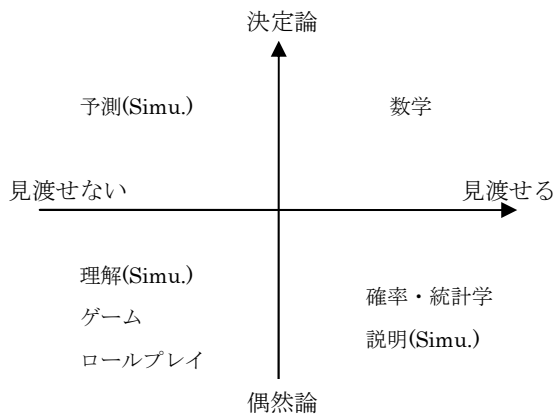 決定論
予測(Simu.)
数学
見渡せない
見渡せる
理解(Simu.)
ゲーム
ロールプレイ
確率・統計学
説明(Simu.)
偶然論